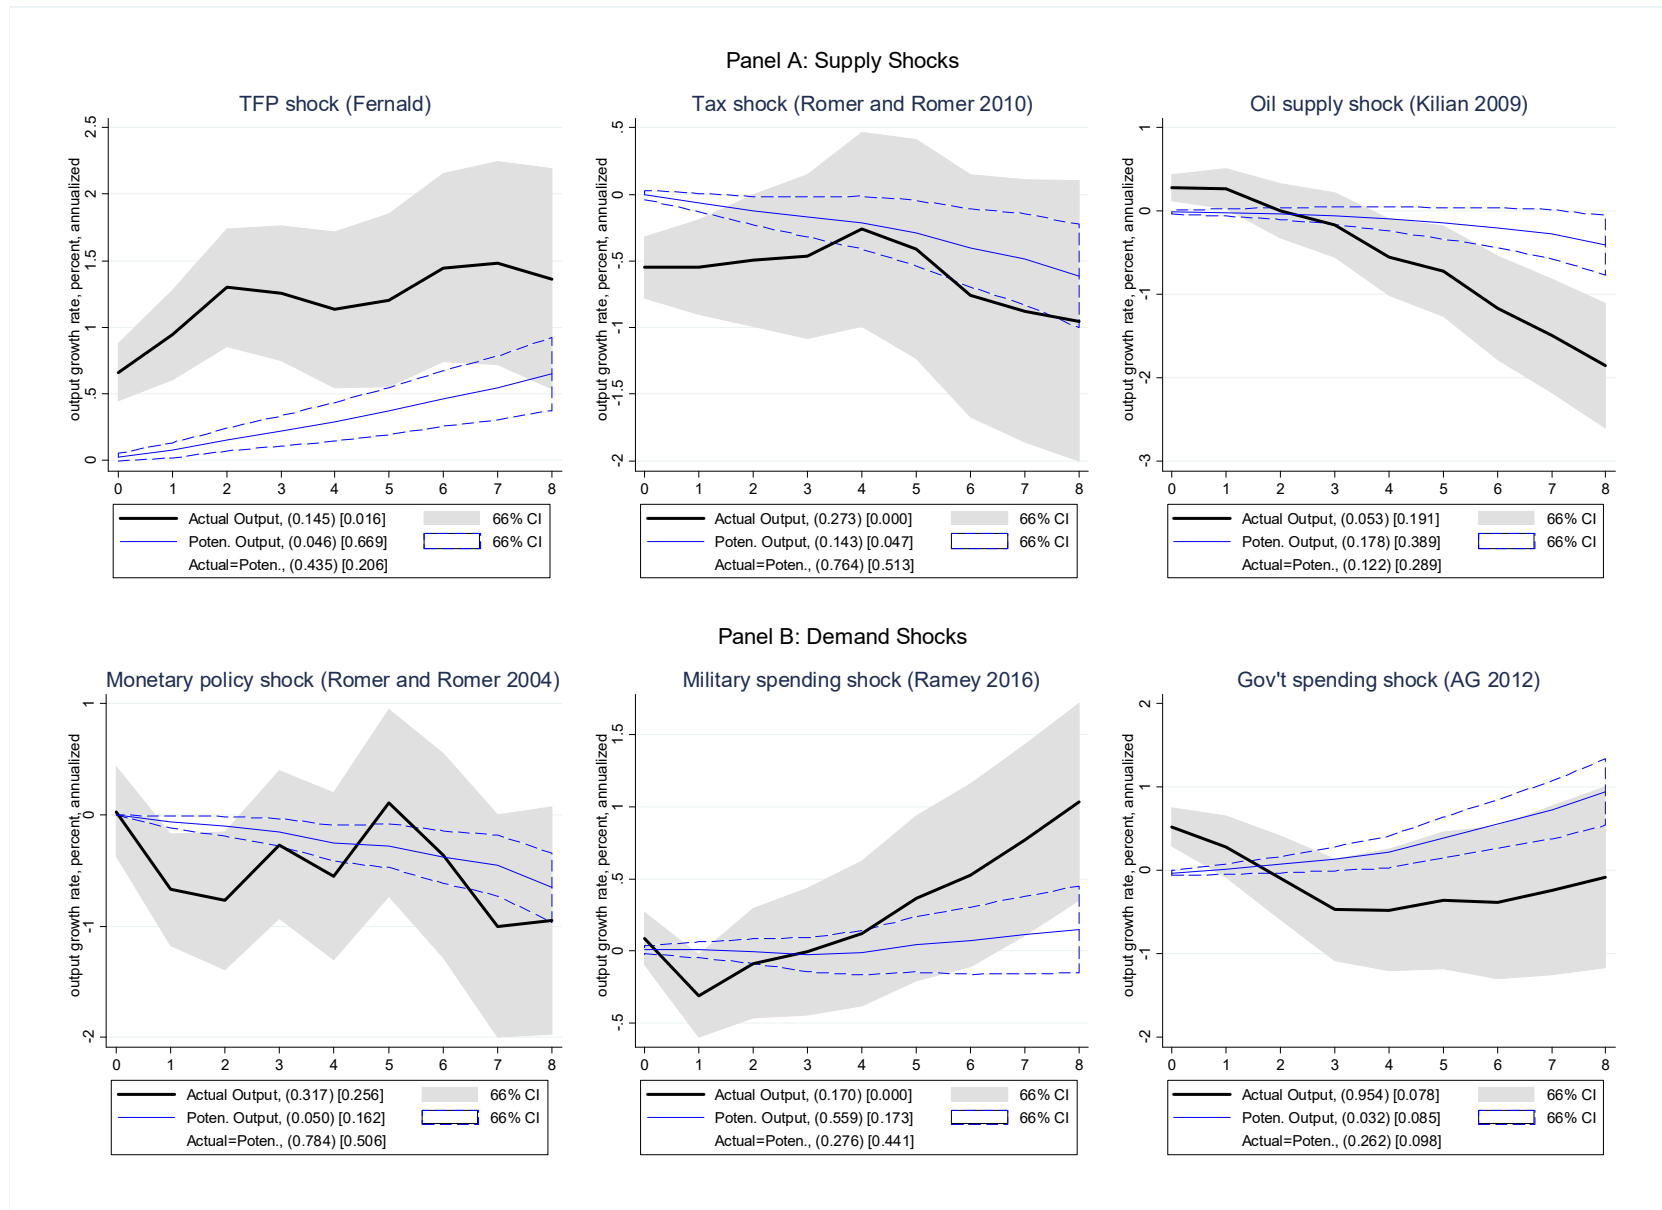 Panel A: Supply Shocks
TFP shock (Fernald)
output growth rate, percent, annualized
2.5
2
1.5
1
.5
0
0 1 2 3 4 5 6 7 8
Actual Output, (0.145) [0.016] 66% CI
Poten. Output, (0.046) [0.669] 66% CI
Actual=Poten., (0.435) [0.206]
Tax shock (Romer and Romer 2010)
output growth rate, percent, annualized
.5
0
-.5
-1
-1.5
-2
0 1 2 3 4 5 6 7 8
Actual Output, (0.273) [0.000] 66% CI
Poten. Output, (0.143) [0.047] 66% CI
Actual=Poten., (0.764) [0.513]
Oil supply shock (Kilian 2009)
output growth rate, percent, annualized
1
0
-1
-2
-3
0 1 2 3 4 5 6 7 8
Actual Output, (0.053) [0.191] 66% CI
Poten. Output, (0.178) [0.389] 66% CI
Actual=Poten., (0.122) [0.289]
Panel B: Demand Shocks
Monetary policy shock (Romer and Romer 2004)
output growth rate, percent, annualized
1
0
-1
-2
0 1 2 3 4 5 6 7 8
Actual Output, (0.317) [0.256] 66% CI
Poten. Output, (0.050) [0.162] 66% CI
Actual=Poten., (0.784) [0.506]
Military spending shock (Ramey 2016)
output growth rate, percent, annualized
1.5
1
.5
0
-.5
0 1 2 3 4 5 6 7 8
Actual Output, (0.170) [0.000] 66% CI
Poten. Output, (0.559) [0.173] 66% CI
Actual=Poten., (0.276) [0.441]
Gov't spending shock (AG 2012)
output growth rate, percent, annualized
2
1
0
-1
-2
0 1 2 3 4 5 6 7 8
Actual Output, (0.954) [0.078] 66% CI
Poten. Output, (0.032) [0.085] 66% CI
Actual=Poten., (0.262) [0.098]